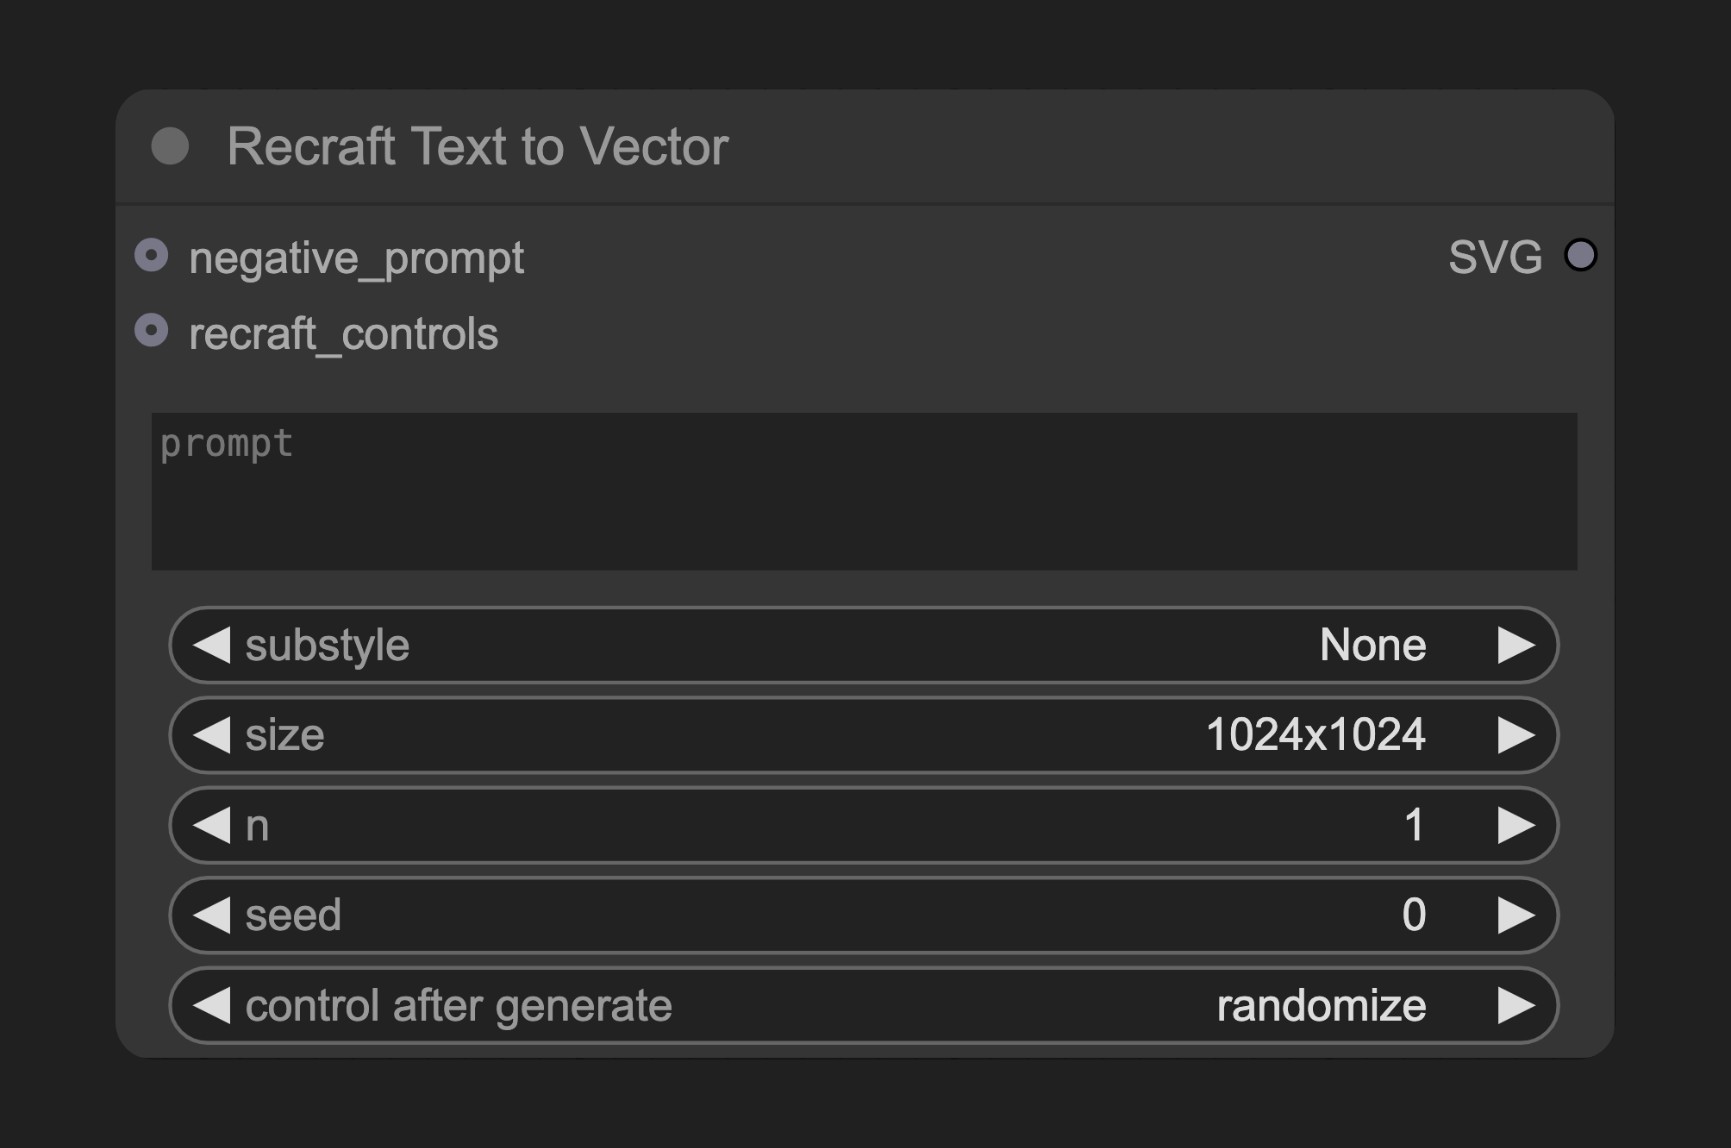 Recraft Text to Vector
negative_prompt SVG
recraft_controls
prompt
substyle None
size 1024x1024
n 1
seed 0
control after generate randomize